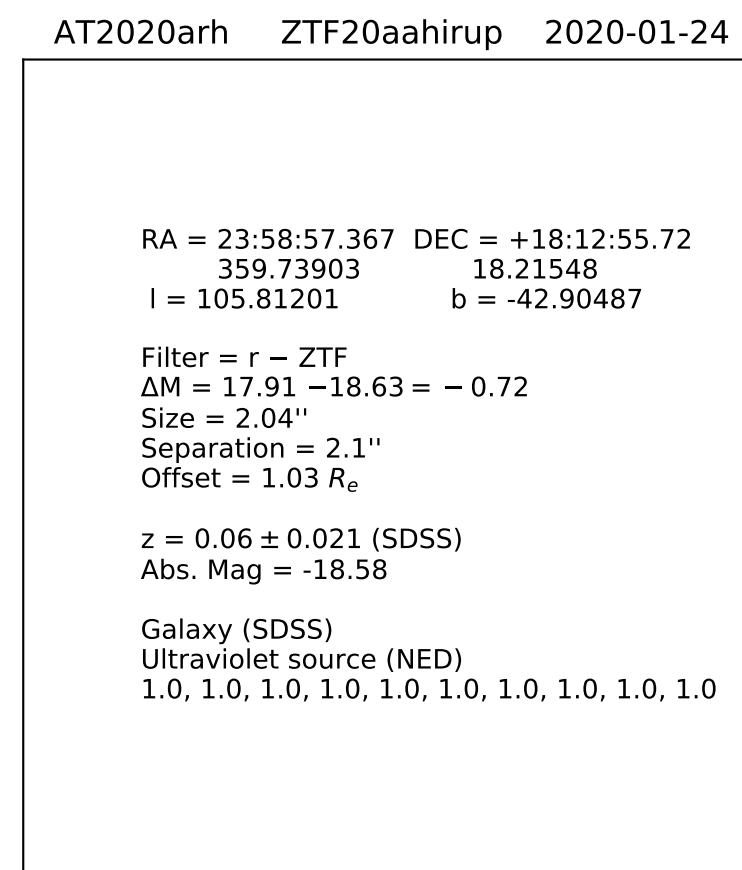 AT2020arh ZTF20aahirup 2020-01-24
RA = 23:58:57.367 DEC = +18:12:55.72
359.73903 18.21548
l = 105.81201 b = -42.90487
Filter = r − ZTF
ΔM = 17.91 −18.63 = − 0.72
Size = 2.04''
Separation = 2.1''
Offset = 1.03 Re
z = 0.06 ± 0.021 (SDSS)
Abs. Mag = -18.58
Galaxy (SDSS)
Ultraviolet source (NED)
1.0, 1.0, 1.0, 1.0, 1.0, 1.0, 1.0, 1.0, 1.0, 1.0